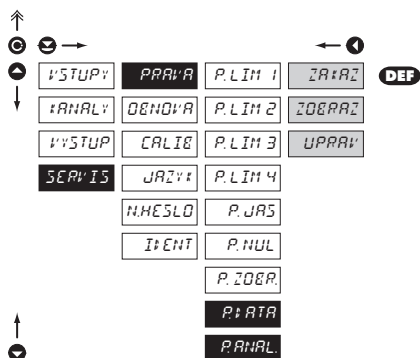 VSTUPY PRAVA P. LIM 1 ZAKAZ DEF
KANALY OBNOVA P. LIM 2 ZOBRAZ
VYSTUP CALIB P. LIM 3 UPRAV
SERVIS JAZYK P. LIM 4
N.HESLO P. JAS
IDENT P. NUL
P. ZOBR.
P.DATA
P.ANAL.